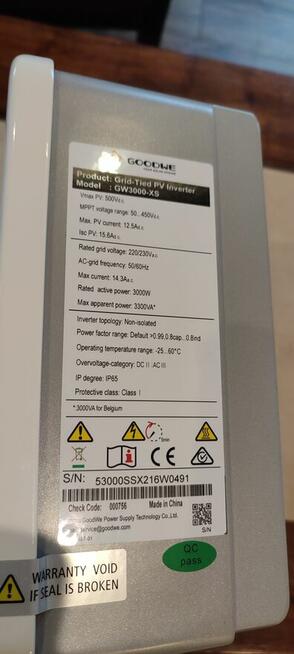 GOODWE
Product: Grid-Tied PV Inverter
Model : GW3000-XS
Vmax PV: 500Vd.c.
MPPT voltage range: 50...450Vd.c.
Max. PV current: 12.5Ad.c.
Isc PV: 15.6Ad.c.
Rated grid voltage: 220/230Va.c.
AC-grid frequency: 50/60Hz
Max. current: 14.3Aa.c.
Rated active power: 3000W
Max apparent power: 3300VA*
Inverter topology: Non-isolated
Power factor range: Default >0.99,0.8cap...0.8ind
Operating temperature range: -25...60°C
Overvoltage-category: DC II :AC III
IP degree: IP65
Protective class: Class I
* :3000VA for Belgium
5min
S/N: 53000SSX216W0491
Check Code: 000756 Made in China
GoodWe Power Supply Technology Co.,Ltd.
service@goodwe.com
S/N
QC
pass
WARRANTY VOID
IF SEAL IS BROKEN